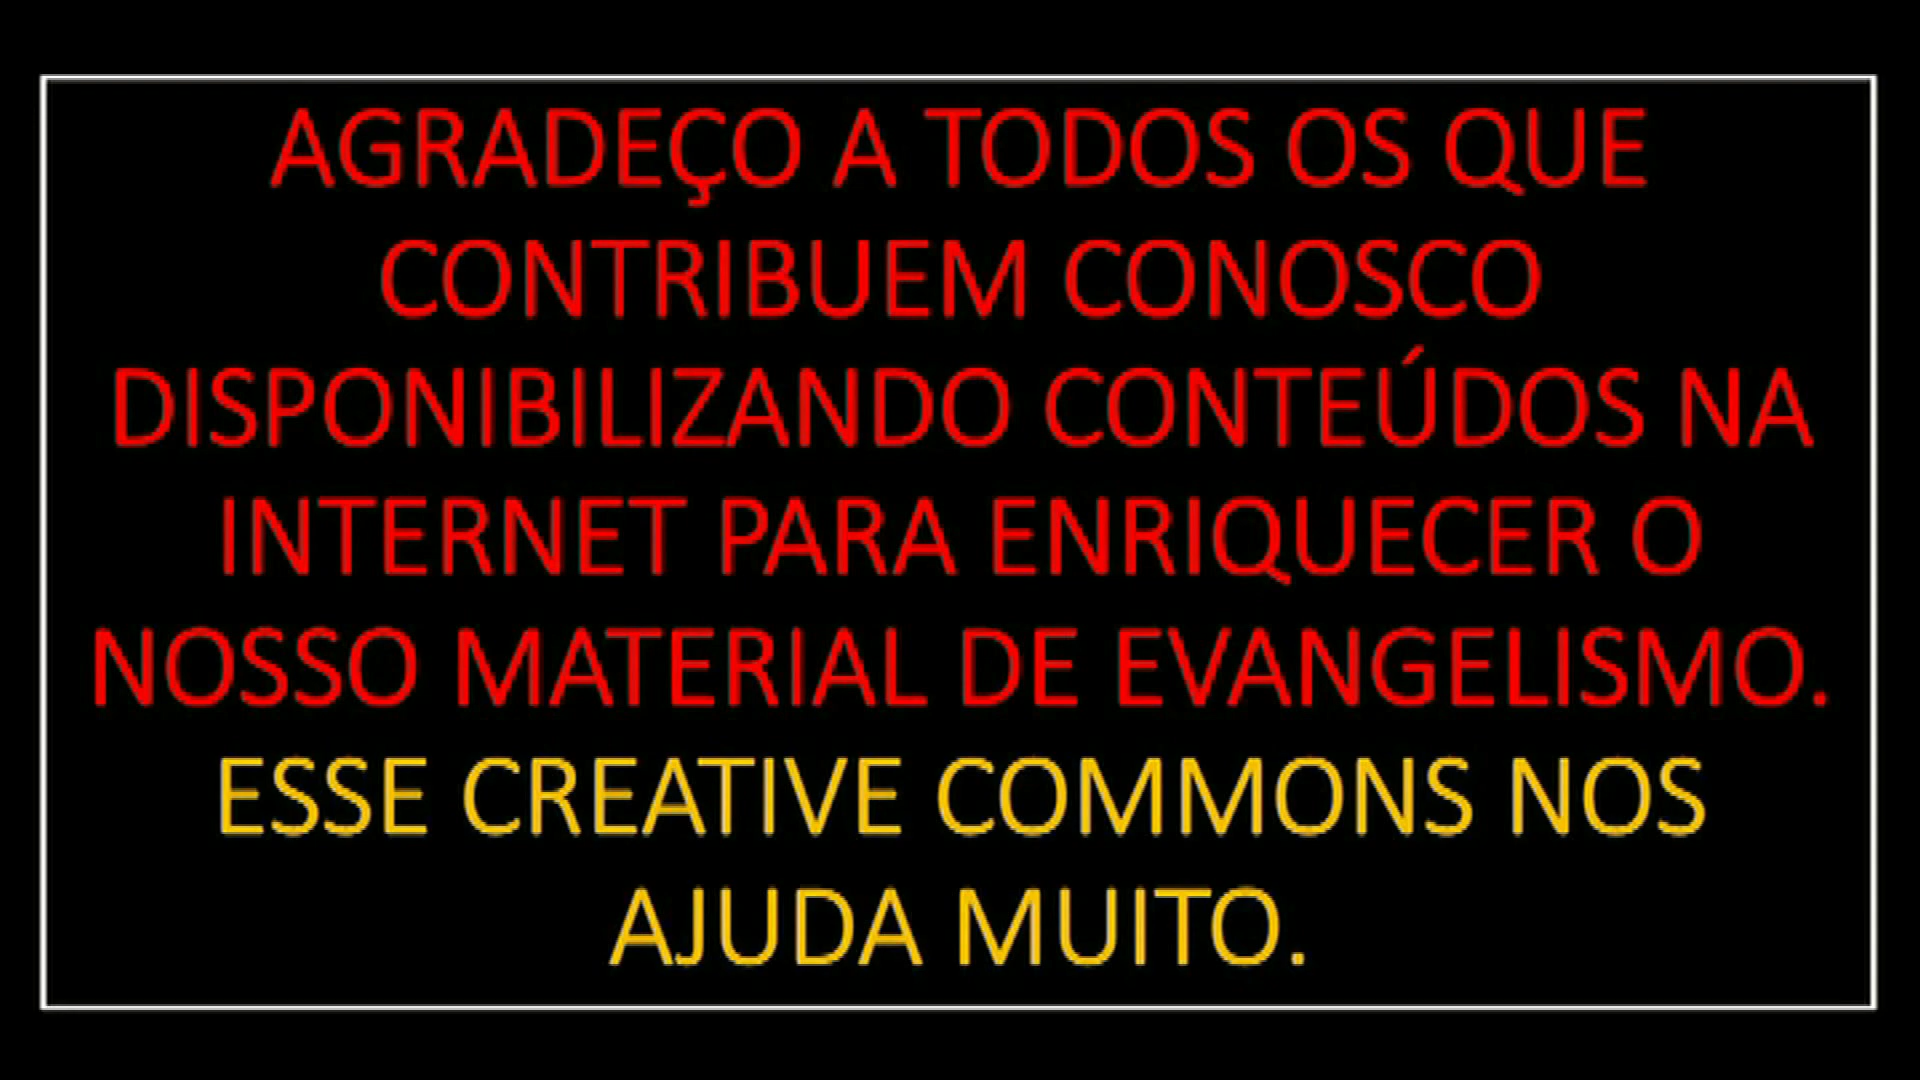 AGRADEÇO A TODOS OS QUE
CONTRIBUEM CONOSCO
DISPONIBILIZANDO CONTEÚDOS NA
INTERNET PARA ENRIQUECER O
NOSSO MATERIAL DE EVANGELISMO.
ESSE CREATIVE COMMONS NOS
AJUDA MUITO.